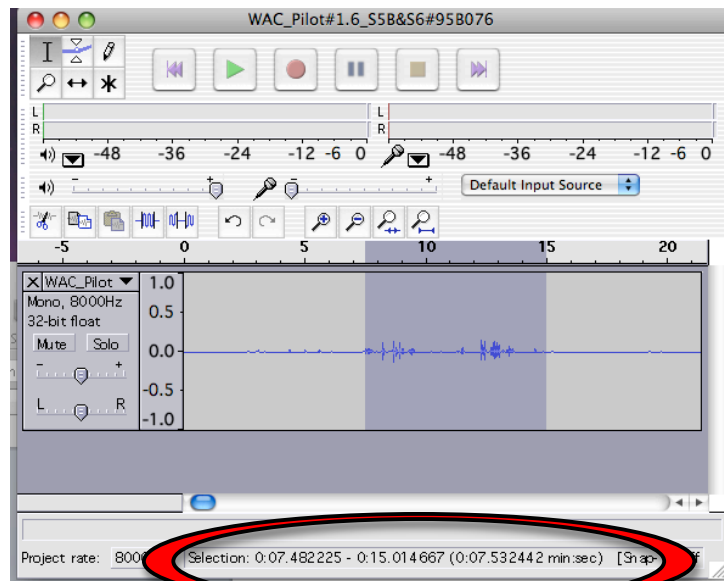 WAC_Pilot#1.6_S5B&S6#95B076
L
R
-48 -36 -24 -12 -6 0
L
R
-48 -36 -24 -12 -6 0
- +
- +
Default Input Source
-5 0 5 10 15 20
X WAC_Pilot
Mono, 8000Hz
32-bit float
Mute Solo
- +
L R
1.0
0.5
0.0
-0.5
-1.0
Project rate: 800
Selection: 0:07.482225 - 0:15.014667 (0:07.532442 min:sec) [Snap-